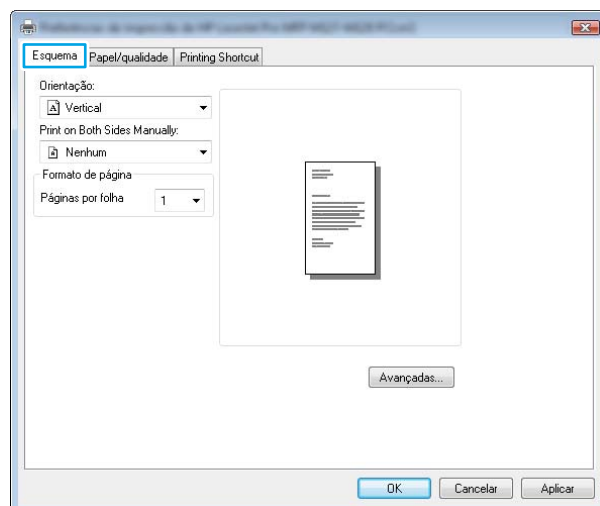 Esquema Papel/qualidade Printing Shortcut
Orientação:
Vertical
Print on Both Sides Manually:
Nenhum
Formato de página
Páginas por folha 1
Avançadas...
OK Cancelar Aplicar